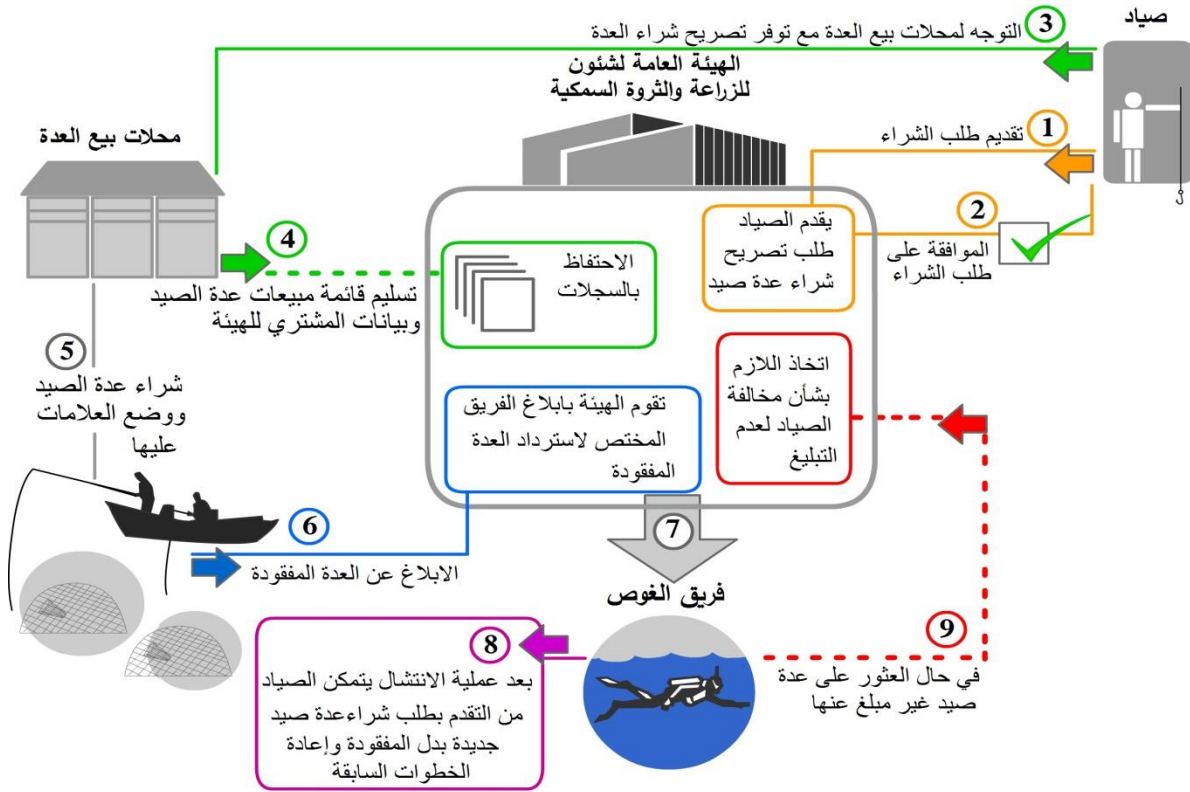 صياد
3
التوجه لمحلات بيع العدة مع توفر تصريح شراء العدة
الهيئة العامة لشئون
للزراعة والثروة السمكية
محلات بيع العدة
1
تقديم طلب الشراء
2
الموافقة على
طلب الشراء
يقدم الصياد
طلب تصريح
شراء عدة صيد
4
تسليم قائمة مبيعات عدة الصيد
وبيانات المشتري للهيئة
الاحتفاظ
بالسجلات
5
شراء عدة الصيد
ووضع العلامات
عليها
اتخاذ اللازم
بشأن مخالفة
الصياد لعدم
التبليغ
تقوم الهيئة بابلاغ الفريق
المختص لاسترداد العدة
المفقودة
6
الابلاغ عن العدة المفقودة
7
فريق الغوص
8
بعد عملية الانتشال يتمكن الصياد
من التقدم بطلب شراءعدة صيد
جديدة بدل المفقودة وإعادة
الخطوات السابقة
9
في حال العثور على عدة
صيد غير مبلغ عنها